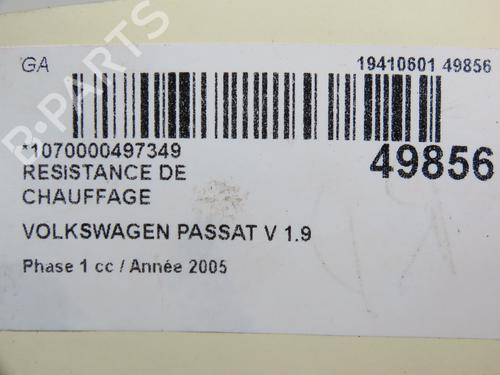 GA
19410601 49856
*1070000497349
49856
RESISTANCE DE
CHAUFFAGE
VOLKSWAGEN PASSAT V 1.9
Phase 1 cc / Année 2005
B-PARTS